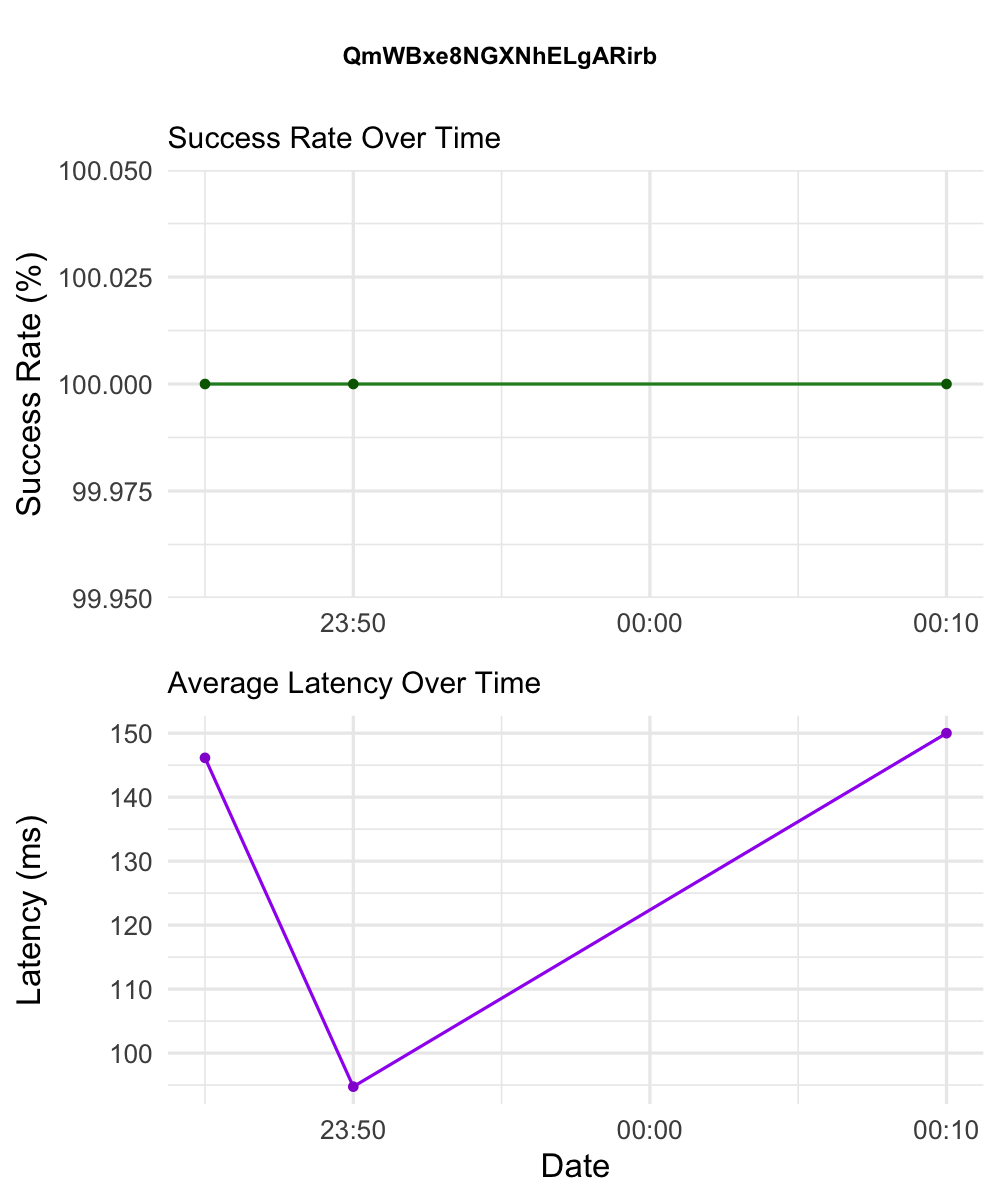 QmWBxe8NGXNhELgARirb
Success Rate Over Time
100.050
100.025
100.000
99.975
99.950
Success Rate (%)
23:50 00:00 00:10
Average Latency Over Time
150
140
130
120
110
100
Latency (ms)
23:50 00:00 00:10
Date